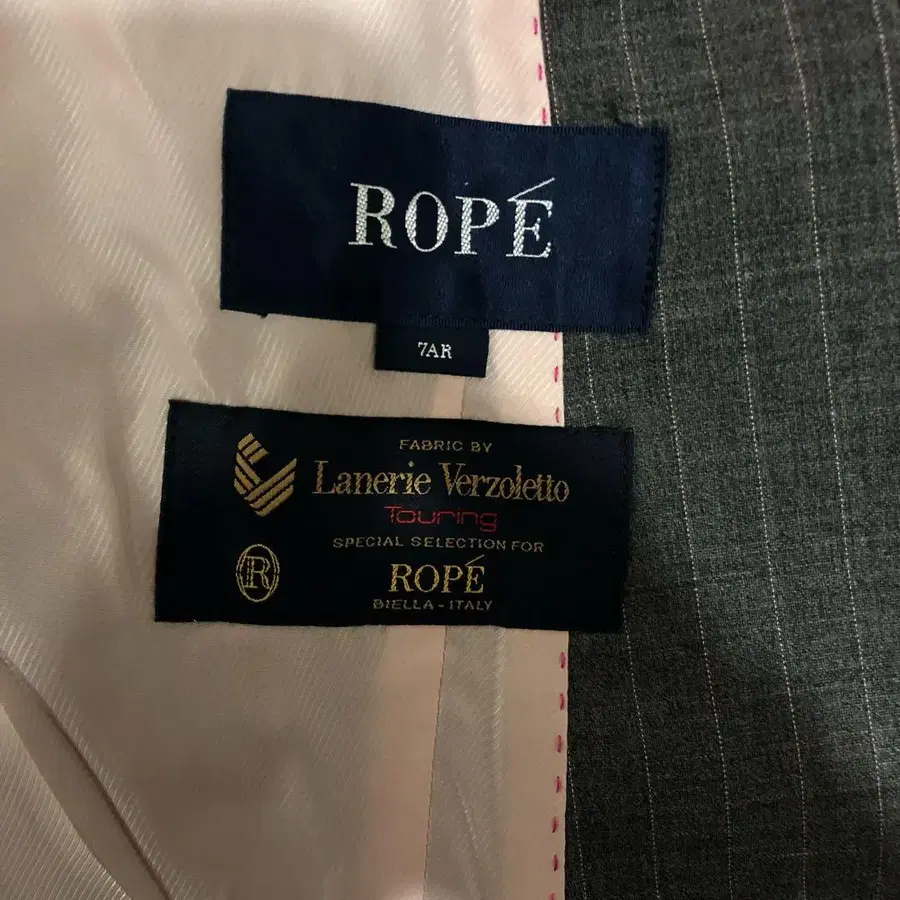 ROPÉ
7AR
FABRIC BY
Lanerie Verzoletto
Touring
SPECIAL SELECTION FOR
R
ROPÉ
BIELLA - ITALY